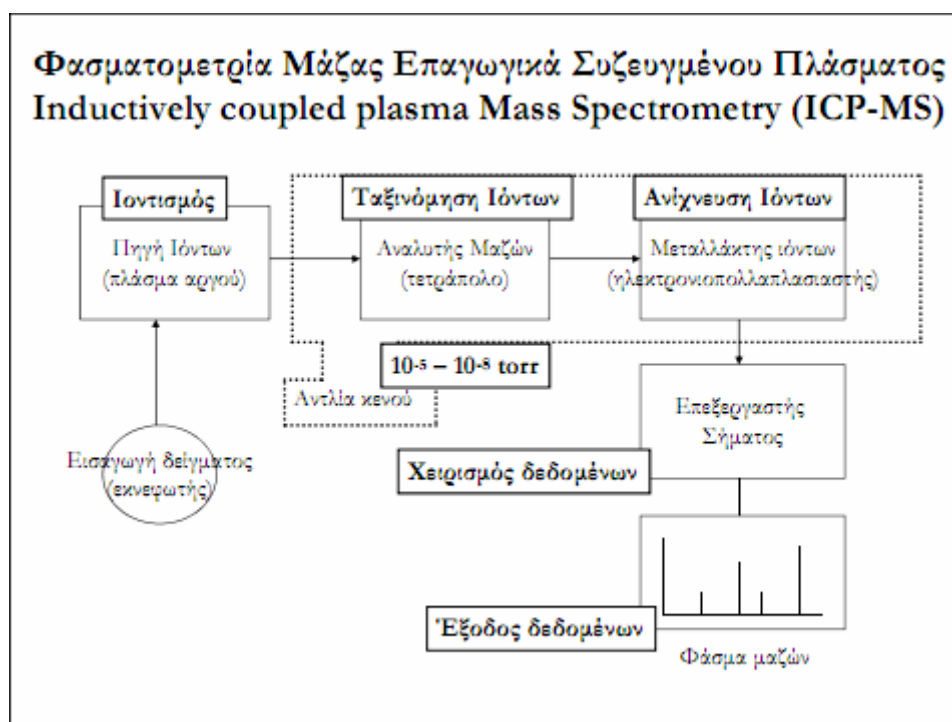 Φασματομετρία Μάζας Επαγωγικά Συζευγμένου Πλάσματος
Inductively coupled plasma Mass Spectrometry (ICP-MS)
Ιοντισμός
Πηγή Ιόντων
(πλάσμα αργού)
Ταξινόμηση Ιόντων
Αναλυτής Μαζών
(τετράπολο)
Ανίχνευση Ιόντων
Μεταλλάκτης ιόντων
(ηλεκτρονιοπολλαπλασιαστής)
10-5 – 10-8 torr
Αντλία κενού
Εισαγωγή δείγματος
(εκνεφωτής)
Επεξεργαστής
Σήματος
Χειρισμός δεδομένων
Έξοδος δεδομένων
Φάσμα μαζών